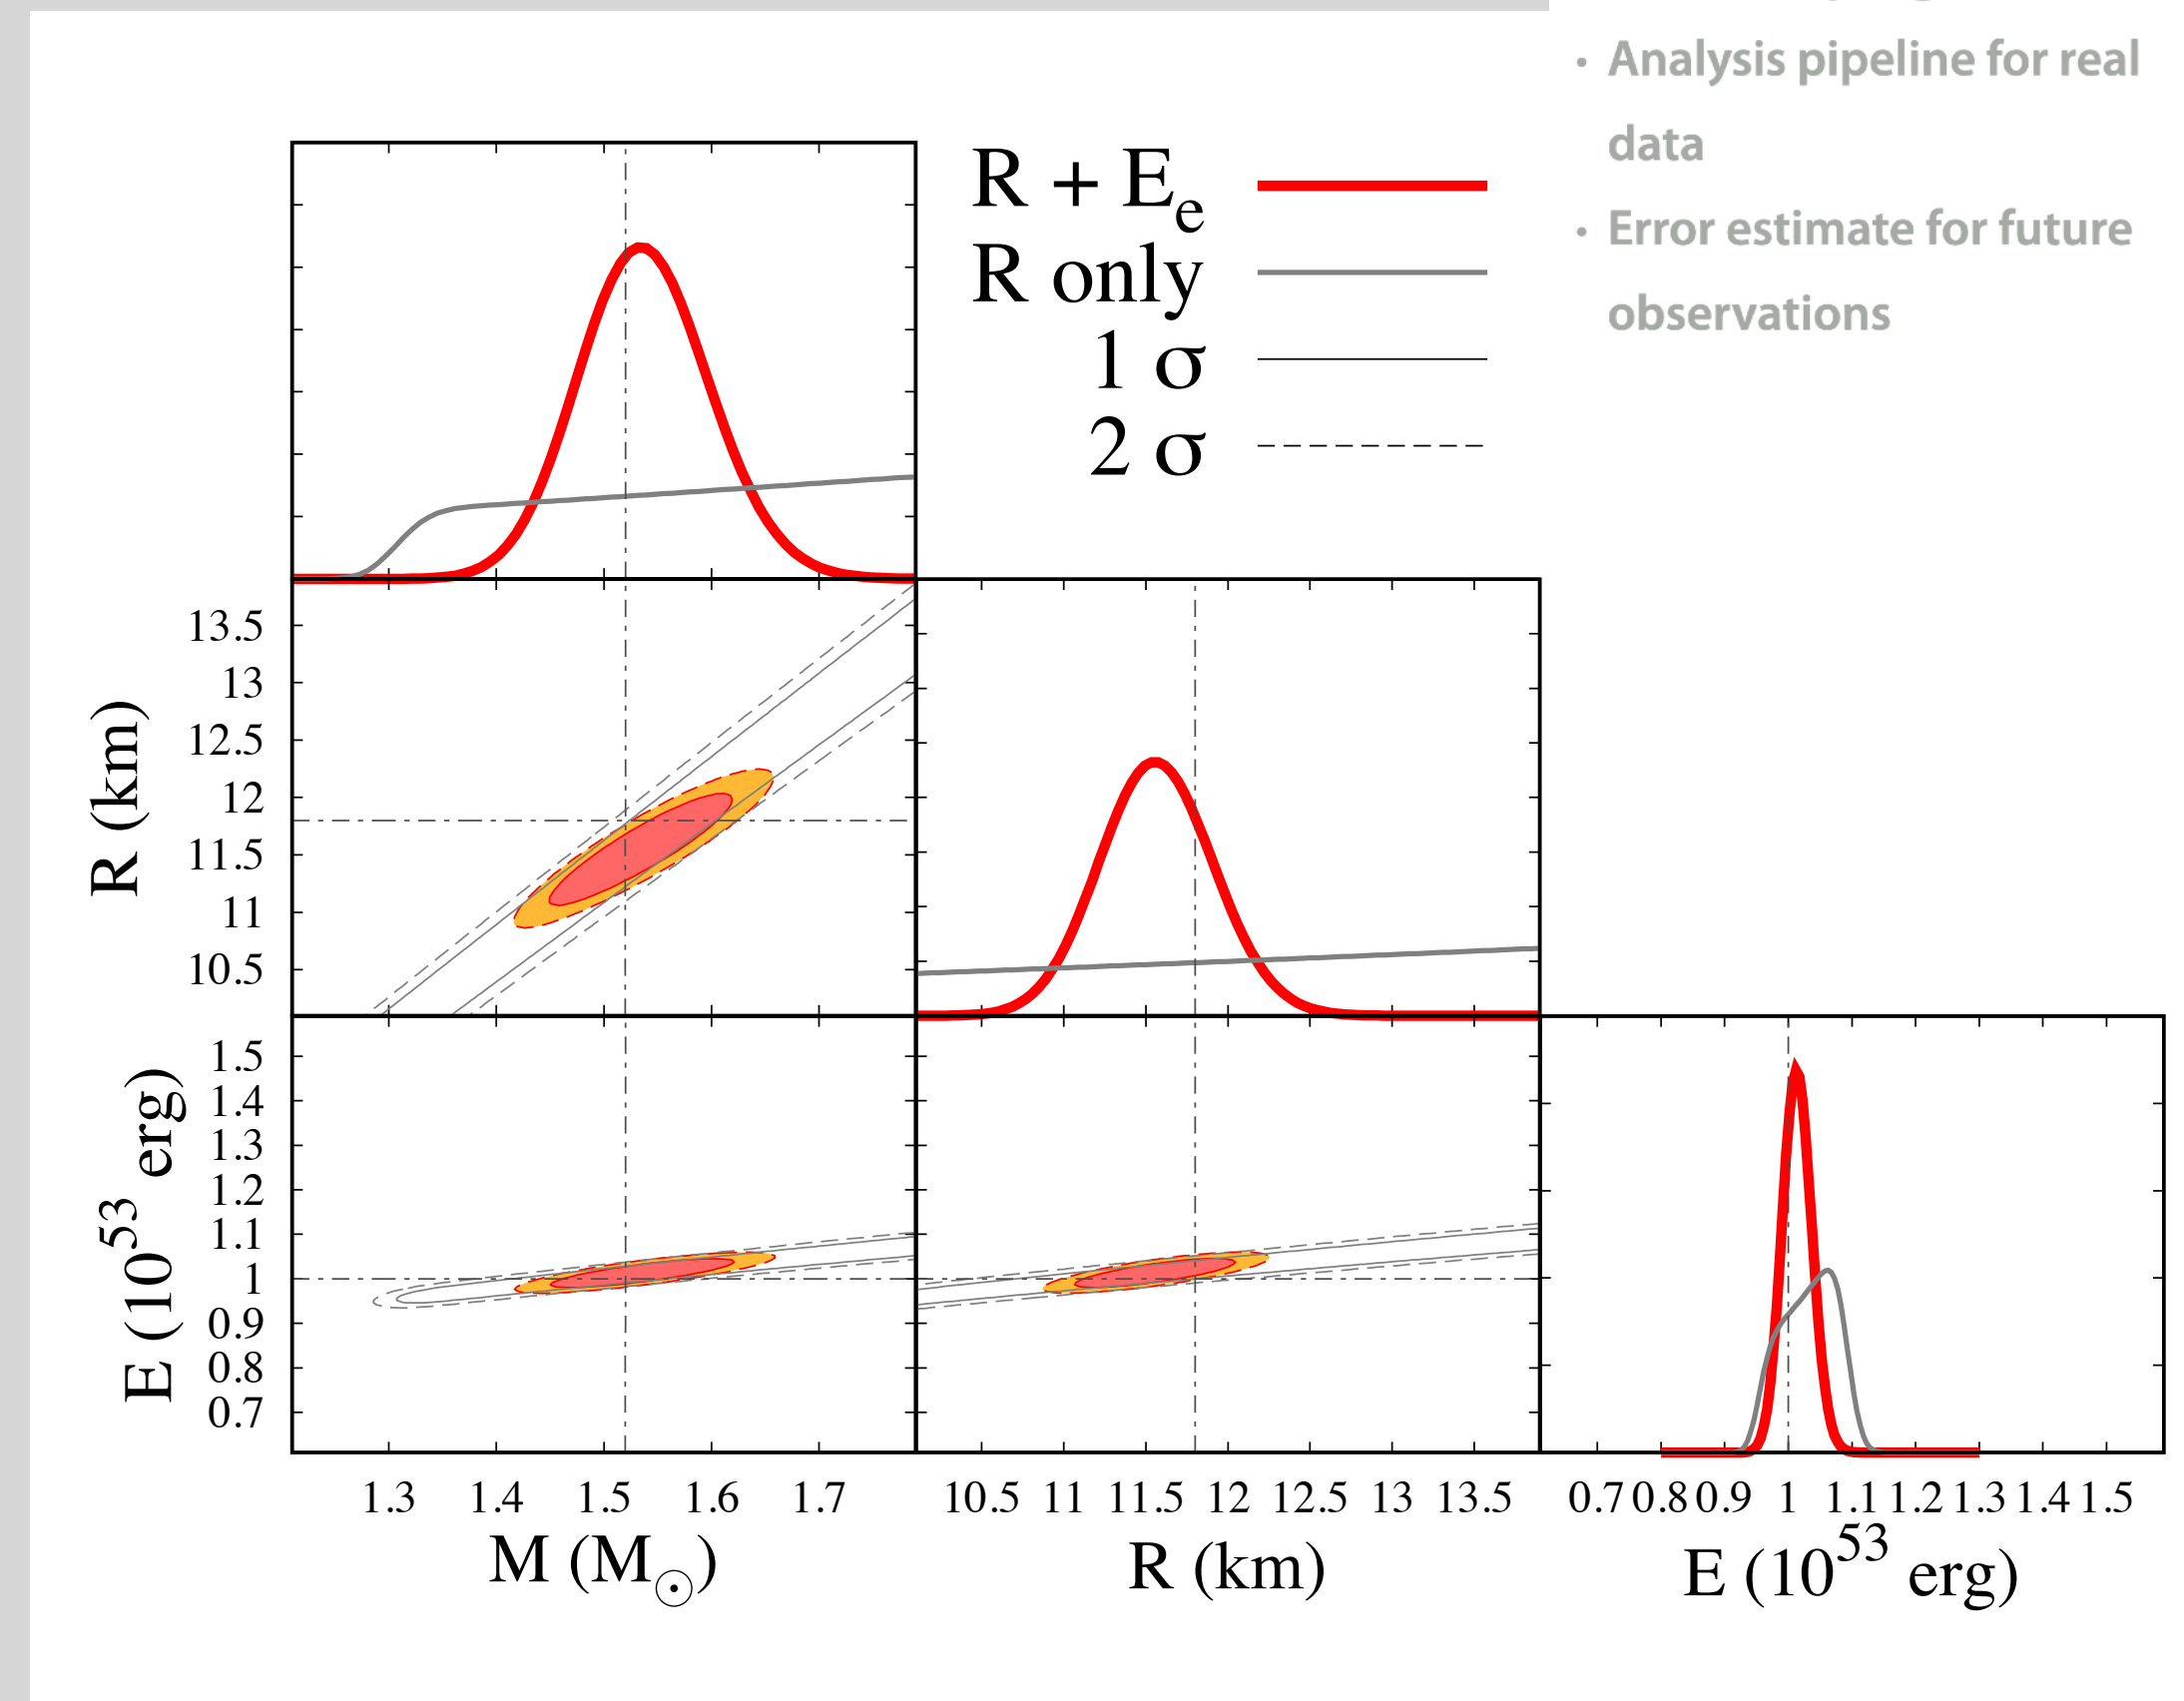 • Analysis pipeline for real
data
• Error estimate for future
observations
R + Ee
R only
1 σ
2 σ
13.5
13
12.5
12
11.5
11
10.5
R (km)
1.5
1.4
1.3
1.2
1.1
1
0.9
0.8
0.7
E (10^53 erg)
1.3 1.4 1.5 1.6 1.7
M (M⊙)
10.5 11 11.5 12 12.5 13 13.5
R (km)
0.7 0.8 0.9 1 1.1 1.2 1.3 1.4 1.5
E (10^53 erg)